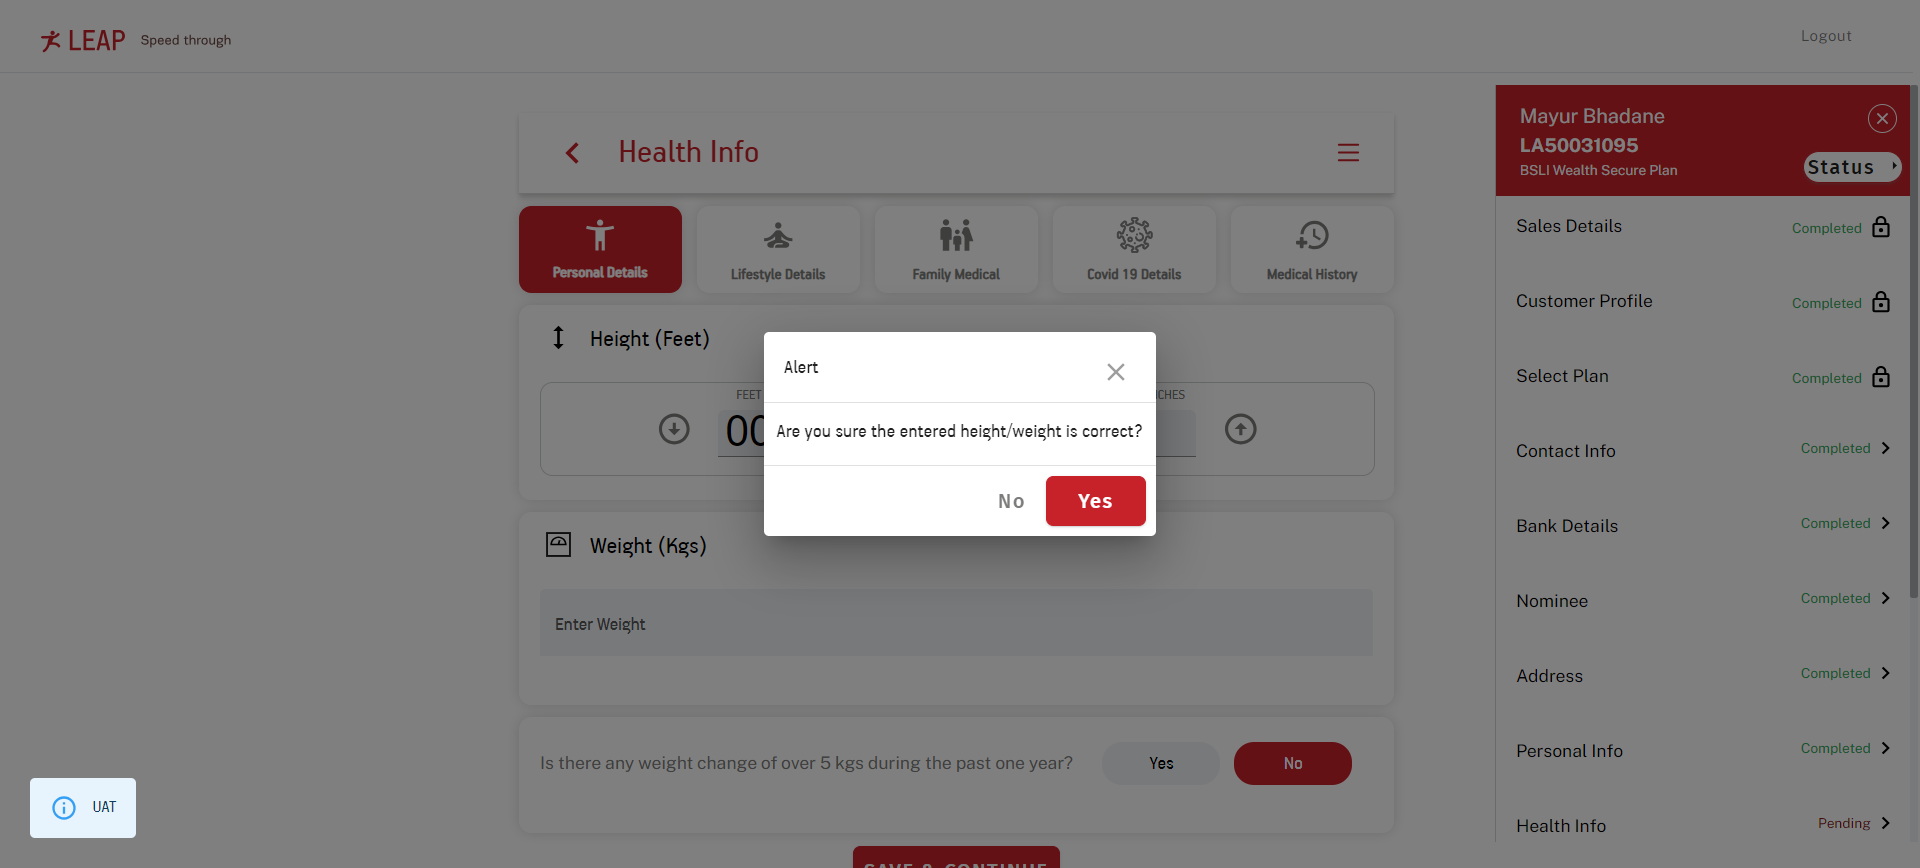 LEAP Speed through
Logout
Health Info
Personal Details
Lifestyle Details
Family Medical
Covid 19 Details
Medical History
Height (Feet)
FEET
00
Alert
Are you sure the entered height/weight is correct?
No
Yes
Weight (Kgs)
Enter Weight
Is there any weight change of over 5 kgs during the past one year?
Yes
No
SAVE & CONTINUE
UAT
Mayur Bhadane
LA50031095
BSLI Wealth Secure Plan
Status
Sales Details Completed
Customer Profile Completed
Select Plan Completed
Contact Info Completed
Bank Details Completed
Nominee Completed
Address Completed
Personal Info Completed
Health Info Pending